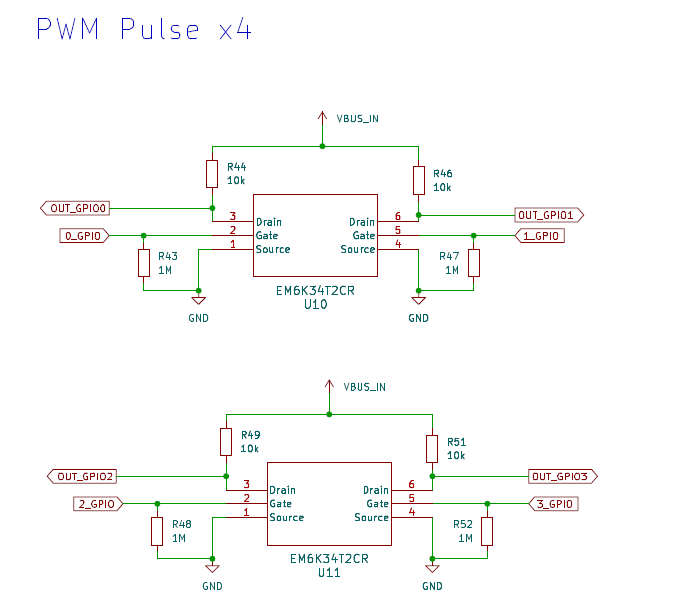 PWM Pulse x4
VBUS_IN
R44
10k
R46
10k
OUT_GPIO0
OUT_GPIO1
3 Drain
Drain 6
0_GPIO
2 Gate
Gate 5
1_GPIO
1 Source
Source 4
R43
1M
R47
1M
EM6K34T2CR
U10
GND
GND
VBUS_IN
R49
10k
R51
10k
OUT_GPIO2
OUT_GPIO3
3 Drain
Drain 6
2_GPIO
2 Gate
Gate 5
3_GPIO
1 Source
Source 4
R48
1M
R52
1M
EM6K34T2CR
U11
GND
GND